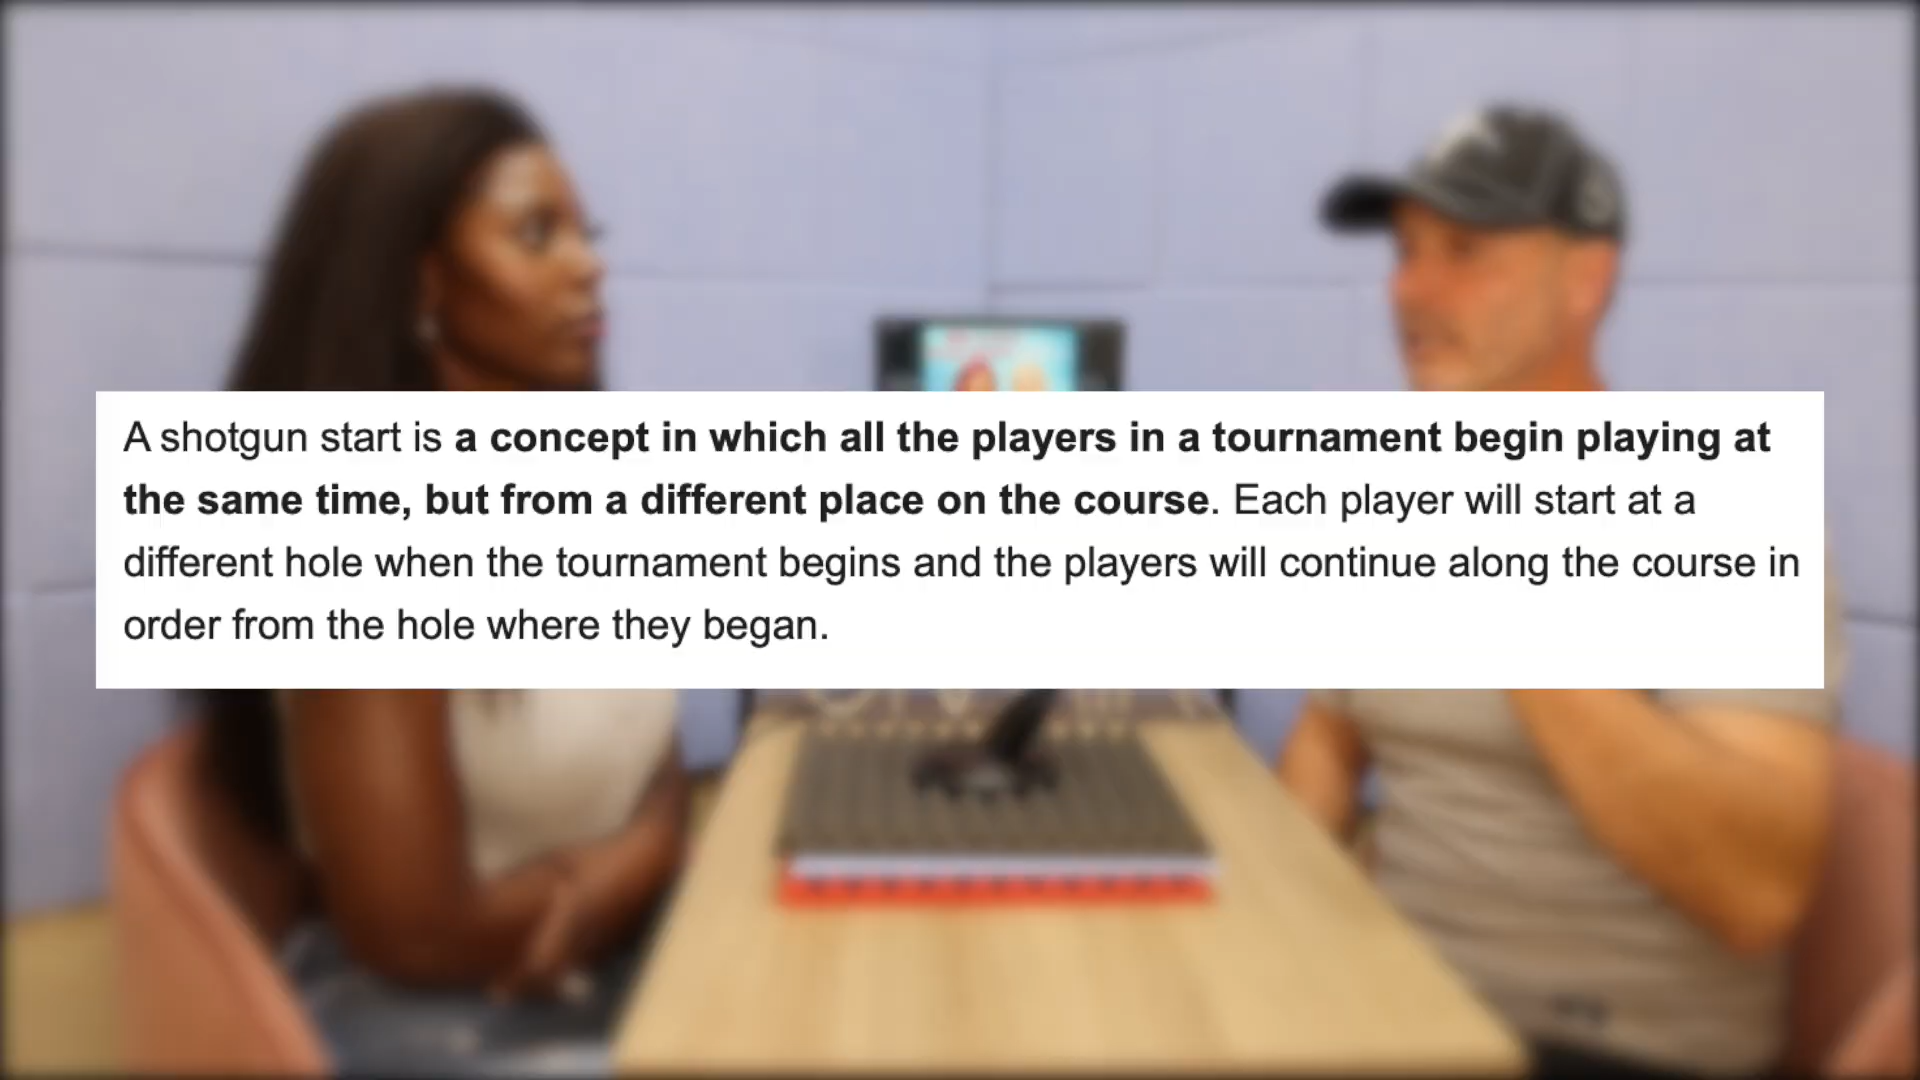 A shotgun start is a concept in which all the players in a tournament begin playing at
the same time, but from a different place on the course. Each player will start at a
different hole when the tournament begins and the players will continue along the course in
order from the hole where they began.